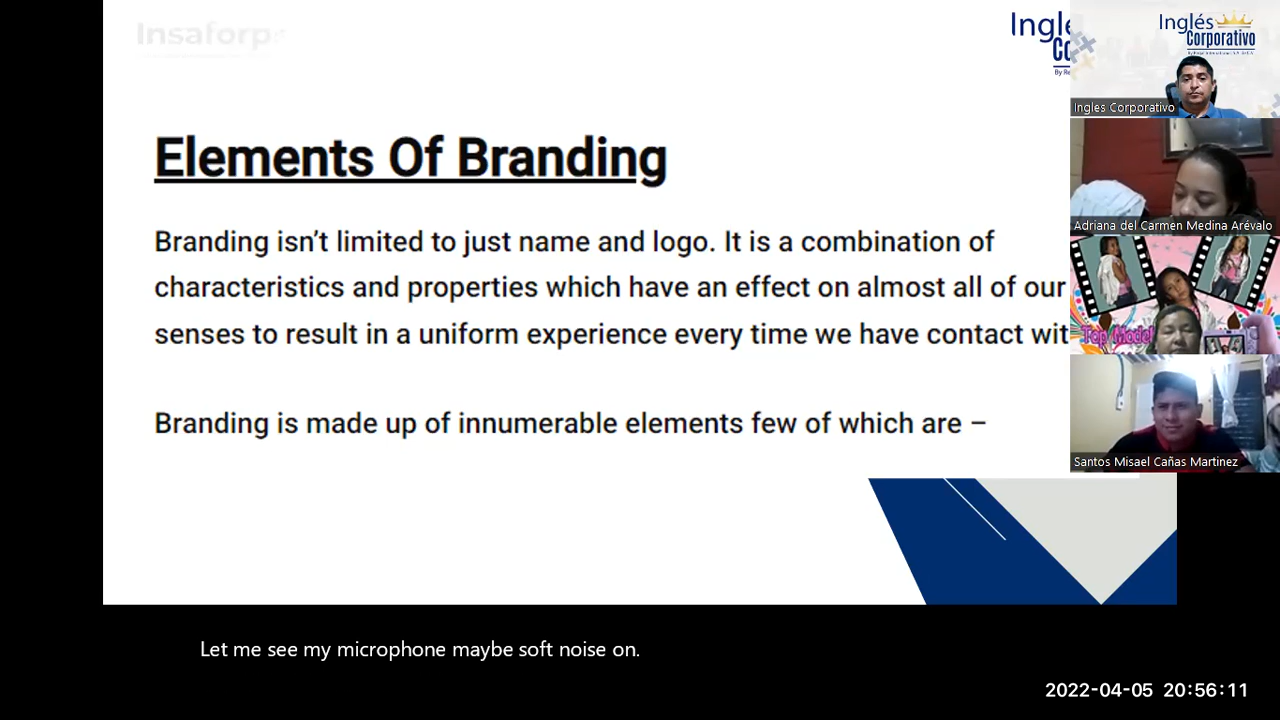 Insaforp
Ingle
Co
By Re
Inglés
Corporativo
Ingles Corporativo
Elements Of Branding
Adriana del Carmen Medina Arévalo
Branding isn’t limited to just name and logo. It is a combination of
characteristics and properties which have an effect on almost all of our
senses to result in a uniform experience every time we have contact wit
Top Model
Branding is made up of innumerable elements few of which are –
Santos Misael Cañas Martinez
Let me see my microphone maybe soft noise on.
2022-04-05 20:56:11